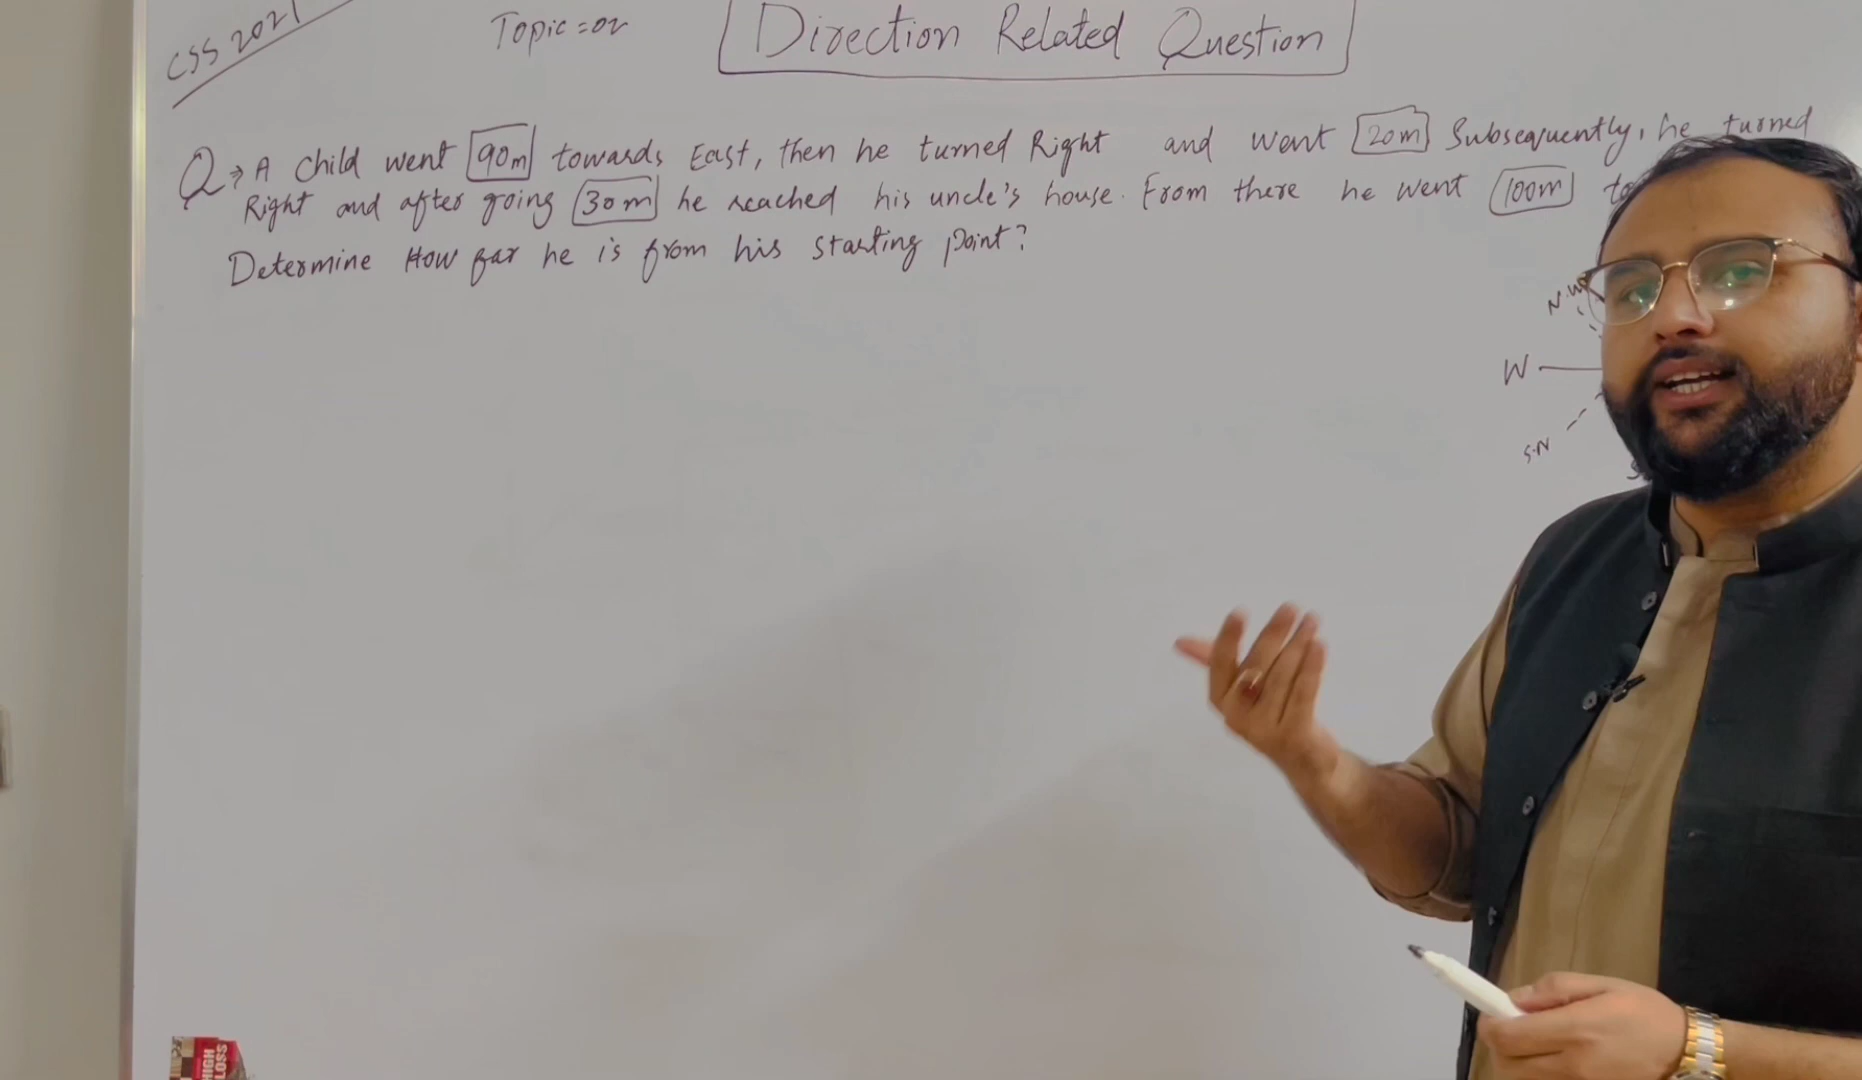 CSS 2021
Topic = 02
Direction Related Question
Q → A child went 90m towards East, then he turned Right and went 20m Subsequently, he turned
Right and after going 30m he reached his uncle's house. From there he went 100m
Determine How far he is from his starting point?
N.W
W
S.N
HIGH
LOSS